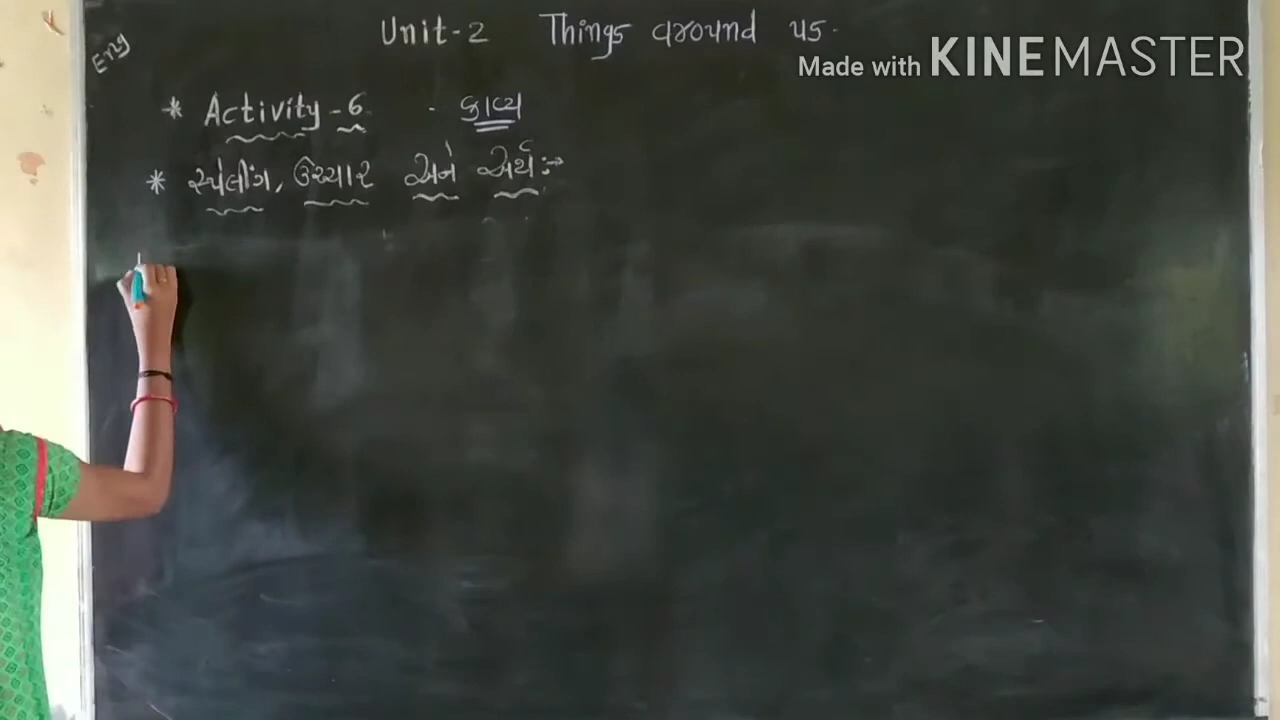 Eng
Unit-2 Things around us.
Made with KINEMASTER
* Activity-6 . કાવ્ય
* સ્પેલીંગ, ઉચ્ચાર અને અર્થ:→